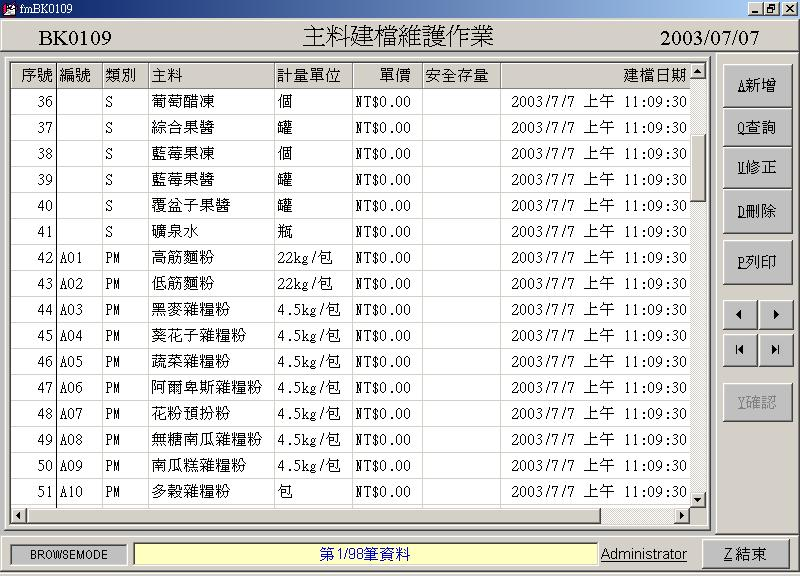 fmBK0109
BK0109 主料建檔維護作業 2003/07/07
序號 編號 類別 主料 計量單位 單價 安全存量 建檔日期
36 S 葡萄醋凍 個 NT$0.00 2003/7/7 上午 11:09:30
37 S 綜合果醬 罐 NT$0.00 2003/7/7 上午 11:09:30
38 S 藍莓果凍 個 NT$0.00 2003/7/7 上午 11:09:30
39 S 藍莓果醬 罐 NT$0.00 2003/7/7 上午 11:09:30
40 S 覆盆子果醬 罐 NT$0.00 2003/7/7 上午 11:09:30
41 S 礦泉水 瓶 NT$0.00 2003/7/7 上午 11:09:30
42 A01 PM 高筋麵粉 22kg/包 NT$0.00 2003/7/7 上午 11:09:30
43 A02 PM 低筋麵粉 22kg/包 NT$0.00 2003/7/7 上午 11:09:30
44 A03 PM 黑麥雜糧粉 4.5kg/包 NT$0.00 2003/7/7 上午 11:09:30
45 A04 PM 葵花子雜糧粉 4.5kg/包 NT$0.00 2003/7/7 上午 11:09:30
46 A05 PM 蔬菜雜糧粉 4.5kg/包 NT$0.00 2003/7/7 上午 11:09:30
47 A06 PM 阿爾卑斯雜糧粉 4.5kg/包 NT$0.00 2003/7/7 上午 11:09:30
48 A07 PM 花粉預扮粉 4.5kg/包 NT$0.00 2003/7/7 上午 11:09:30
49 A08 PM 無糖南瓜雜糧粉 4.5kg/包 NT$0.00 2003/7/7 上午 11:09:30
50 A09 PM 南瓜糕雜糧粉 4.5kg/包 NT$0.00 2003/7/7 上午 11:09:30
51 A10 PM 多穀雜糧粉 包 NT$0.00 2003/7/7 上午 11:09:30
A新增
Q查詢
U修正
D刪除
P列印
Y確認
BROWSEMODE 第1/98筆資料 Administrator Z結束